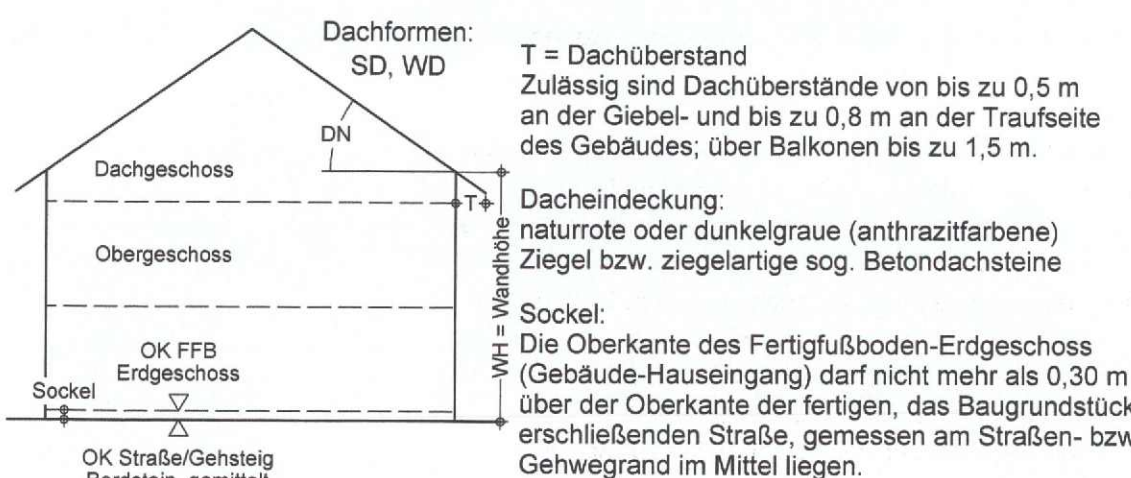 Dachformen:
SD, WD
DN
Dachgeschoss
T
Obergeschoss
WH = Wandhöhe
OK FFB
Erdgeschoss
Sockel
OK Straße/Gehsteig
Bordstein, gemittelt
T = Dachüberstand
Zulässig sind Dachüberstände von bis zu 0,5 m
an der Giebel- und bis zu 0,8 m an der Traufseite
des Gebäudes; über Balkonen bis zu 1,5 m.
Dacheindeckung:
naturrote oder dunkelgraue (anthrazitfarbene)
Ziegel bzw. ziegelartige sog. Betondachsteine
Sockel:
Die Oberkante des Fertigfußboden-Erdgeschoss
(Gebäude-Hauseingang) darf nicht mehr als 0,30 m
über der Oberkante der fertigen, das Baugrundstück
erschließenden Straße, gemessen am Straßen- bzw
Gehwegrand im Mittel liegen.